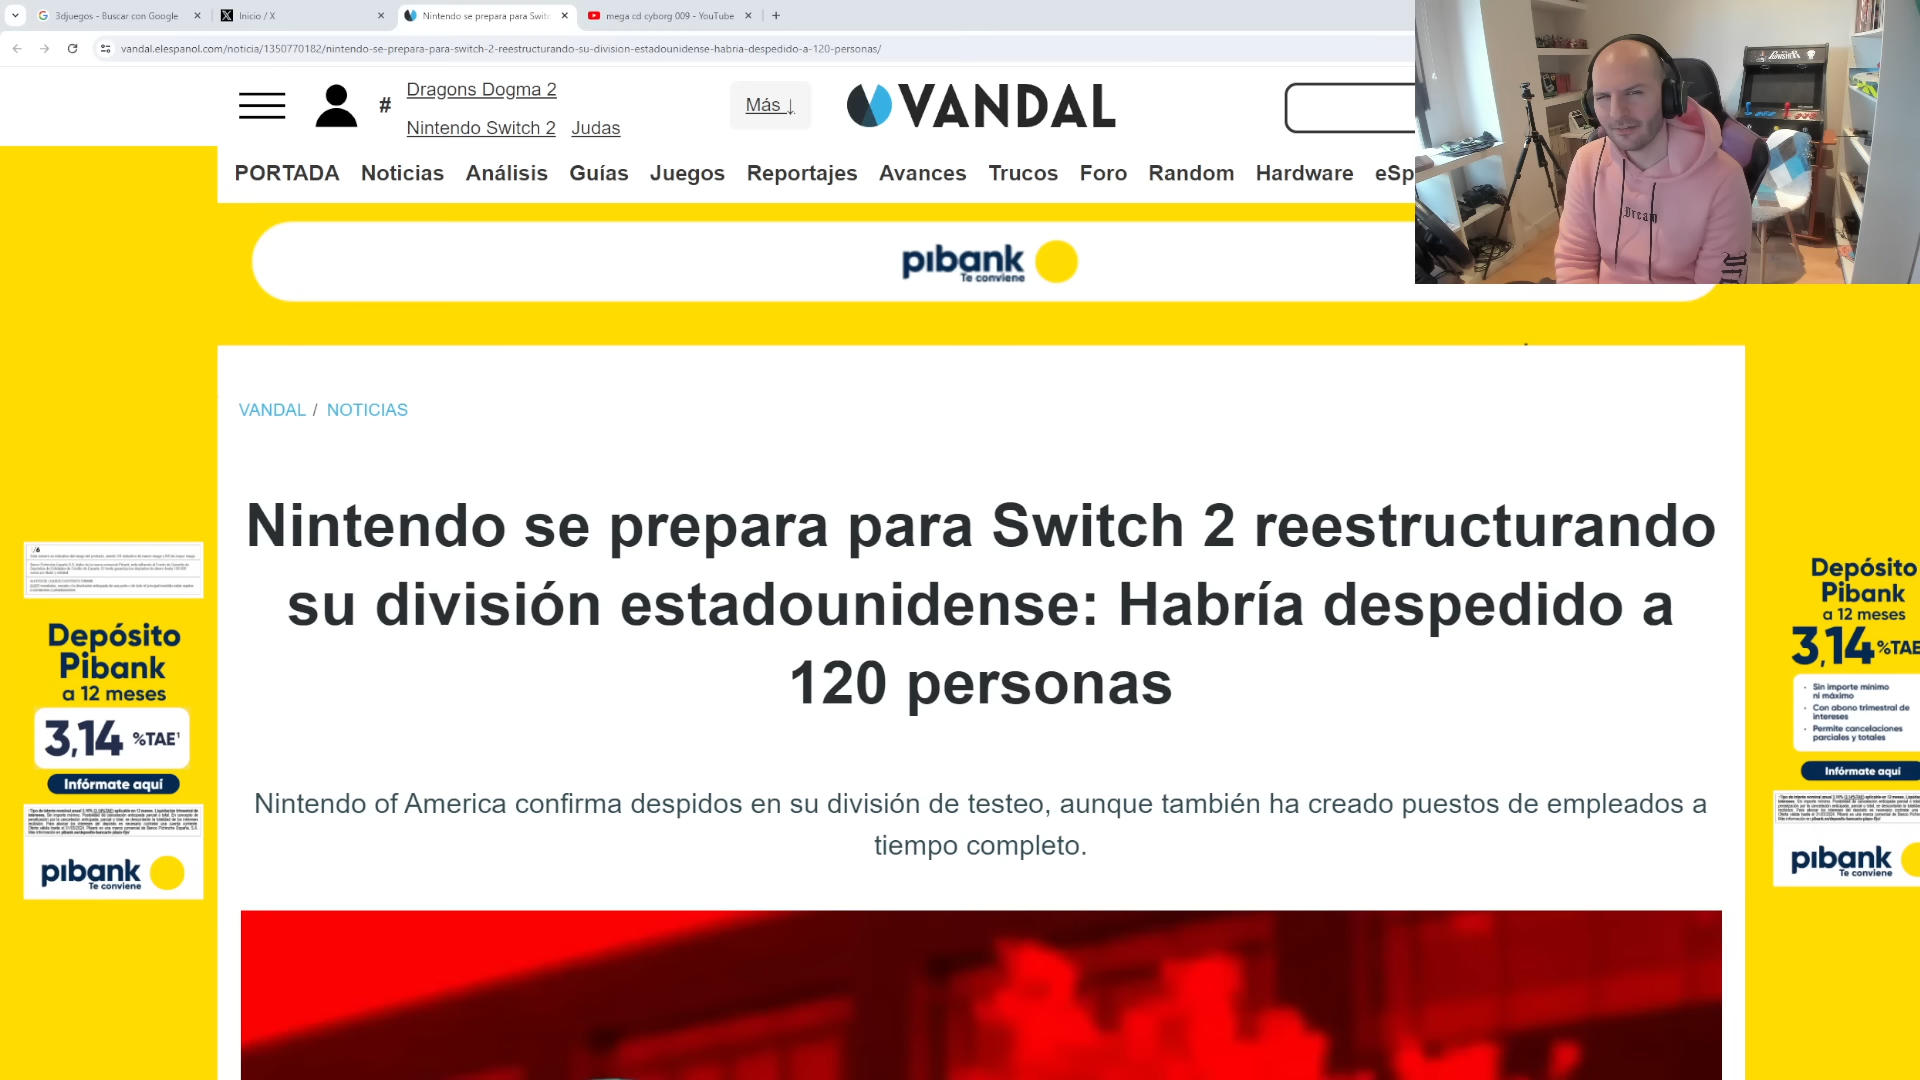 3djuegos - Buscar con Google
Inicio / X
Nintendo se prepara para Switc
mega cd cyborg 009 - YouTube
vandal.elespanol.com/noticia/1350770182/nintendo-se-prepara-para-switch-2-reestructurando-su-division-estadounidense-habria-despedido-a-120-personas/
# Dragons Dogma 2
Nintendo Switch 2 Judas
Más ↓
VANDAL
PORTADA Noticias Análisis Guías Juegos Reportajes Avances Trucos Foro Random Hardware eSp
pibank
Te conviene
VANDAL / NOTICIAS
Nintendo se prepara para Switch 2 reestructurando
su división estadounidense: Habría despedido a
120 personas
Nintendo of America confirma despidos en su división de testeo, aunque también ha creado puestos de empleados a
tiempo completo.
Depósito
Pibank
a 12 meses
3,14 %TAE¹
Infórmate aquí
pibank
Te conviene
Depósito
Pibank
a 12 meses
3,14 %TAE
· Sin importe mínimo
ni máximo
· Con abono trimestral de
intereses
· Permite cancelaciones
parciales y totales
Infórmate aquí
pibank
Te conviene
Dream
PUNISHER